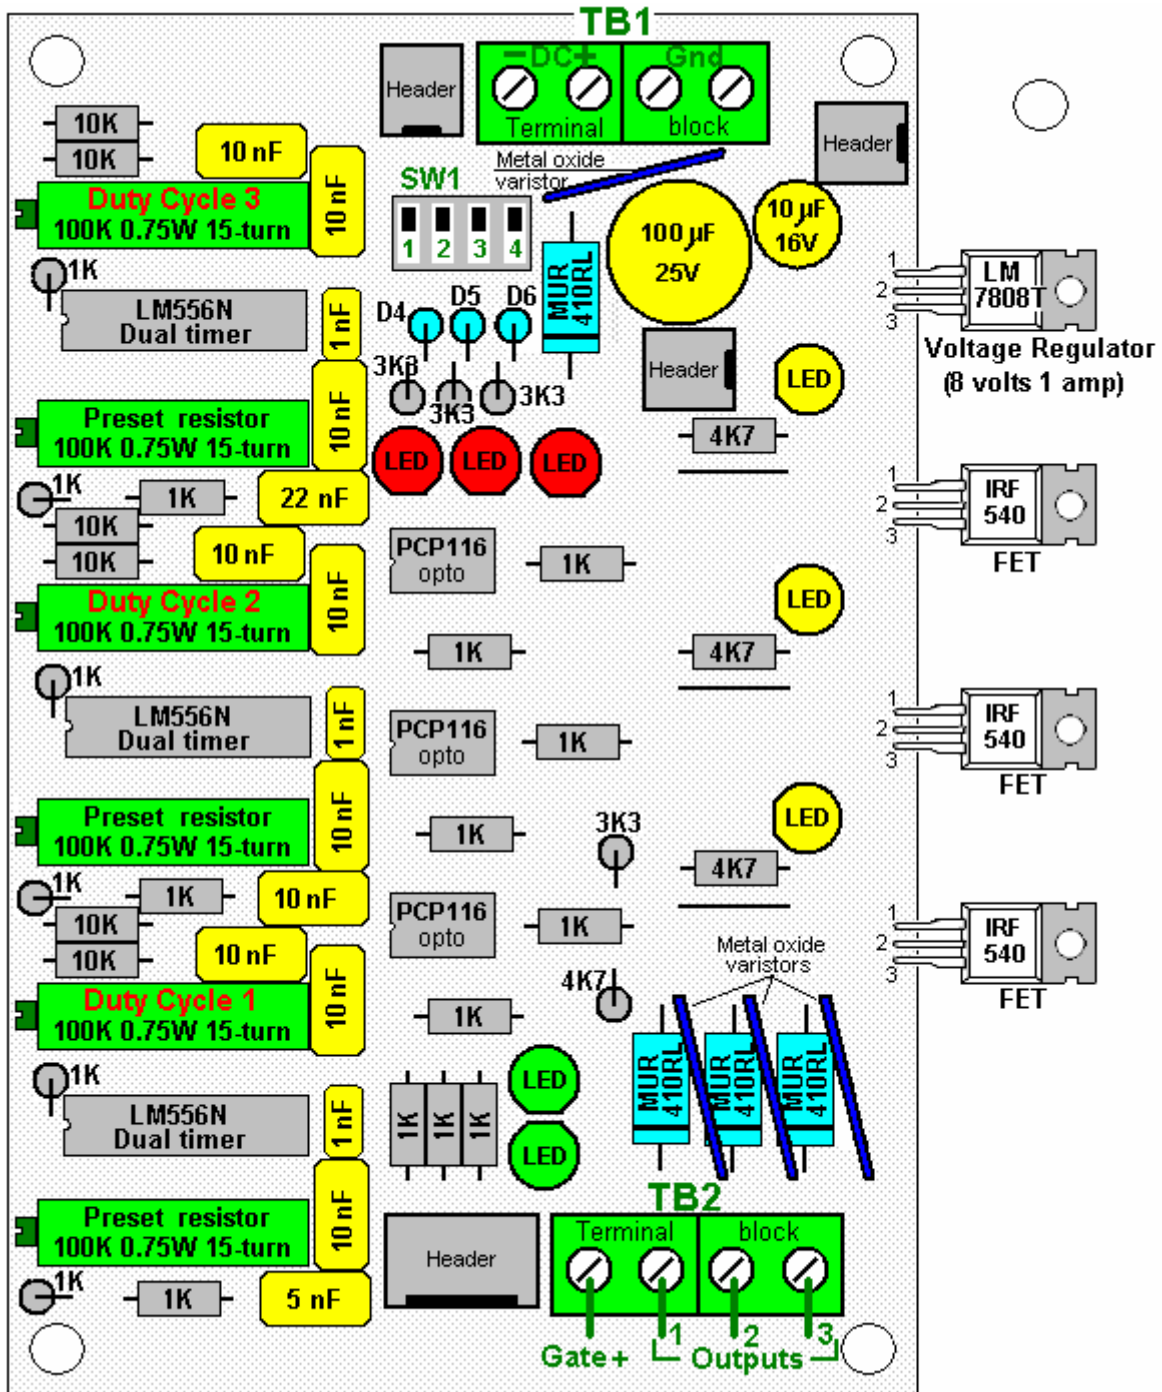 TB1
− DC + Gnd
Terminal block
Header
Header
Metal oxide
varistor
10K
10K
10 nF
10 nF
Duty Cycle 3
100K 0.75W 15-turn
SW1
1 2 3 4
MUR
410RL
100 µF
25V
10 µF
16V
1K
LM556N
Dual timer
1 nF
D4 D5 D6
3K3
3K3
3K3
Header
LED
1
2
3
LM
7808T
Voltage Regulator
(8 volts 1 amp)
Preset resistor
100K 0.75W 15-turn
10 nF
LED LED LED
4K7
1K
1K
22 nF
1
2
3
IRF
540
FET
10K
10K
10 nF
10 nF
PCP116
opto
1K
Duty Cycle 2
100K 0.75W 15-turn
LED
1K
4K7
1K
LM556N
Dual timer
1 nF
PCP116
opto
1K
1
2
3
IRF
540
FET
Preset resistor
100K 0.75W 15-turn
10 nF
1K
3K3
LED
4K7
1K
1K
10 nF
10K
10K
10 nF
10 nF
PCP116
opto
1K
Metal oxide
varistors
1
2
3
IRF
540
FET
Duty Cycle 1
100K 0.75W 15-turn
1K
4K7
1K
LM556N
Dual timer
1 nF
1K
1K
1K
LED
LED
MUR
410RL
MUR
410RL
MUR
410RL
Preset resistor
100K 0.75W 15-turn
10 nF
TB2
Header
Terminal block
1K
1K
5 nF
1 2 3
Gate + Outputs